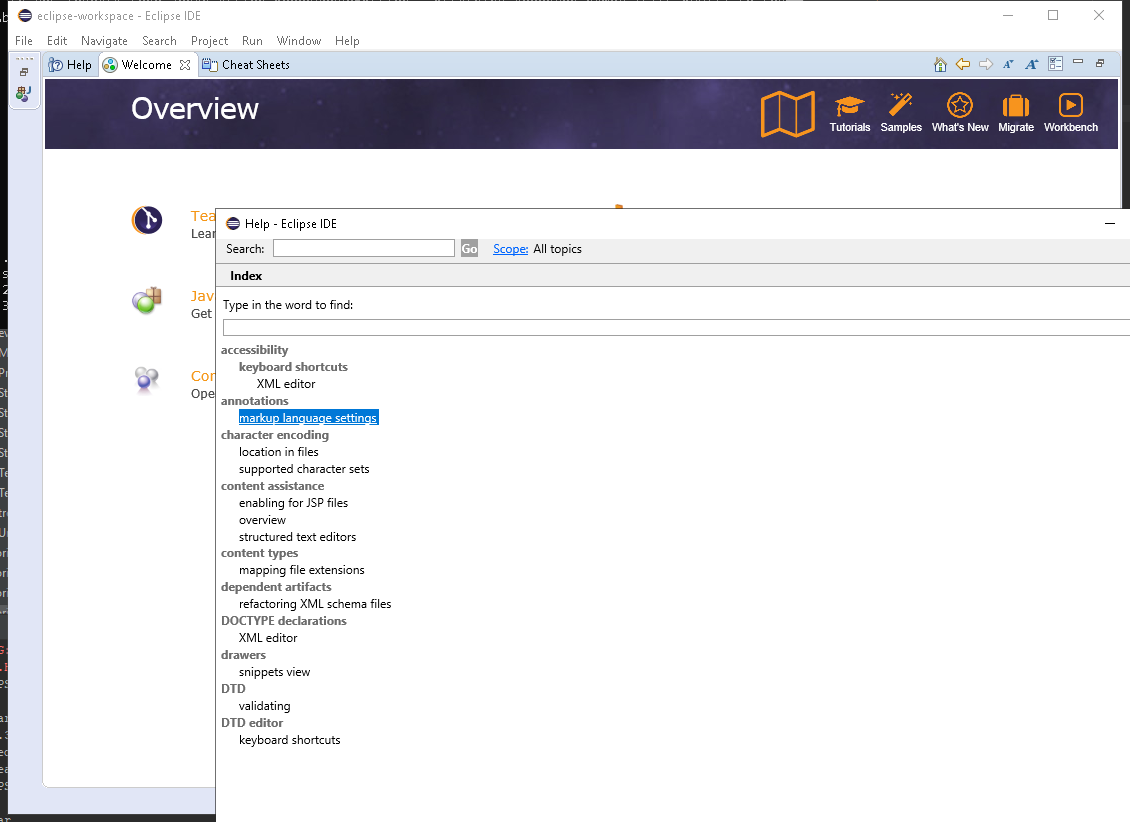 eclipse-workspace - Eclipse IDE
File Edit Navigate Search Project Run Window Help
Help Welcome Cheat Sheets
Overview
Tutorials Samples What's New Migrate Workbench
Tea
Lear
Jav
Get
Cor
Ope
Help - Eclipse IDE
Search: Go Scope: All topics
Index
Type in the word to find:
accessibility
keyboard shortcuts
XML editor
annotations
markup language settings
character encoding
location in files
supported character sets
content assistance
enabling for JSP files
overview
structured text editors
content types
mapping file extensions
dependent artifacts
refactoring XML schema files
DOCTYPE declarations
XML editor
drawers
snippets view
DTD
validating
DTD editor
keyboard shortcuts